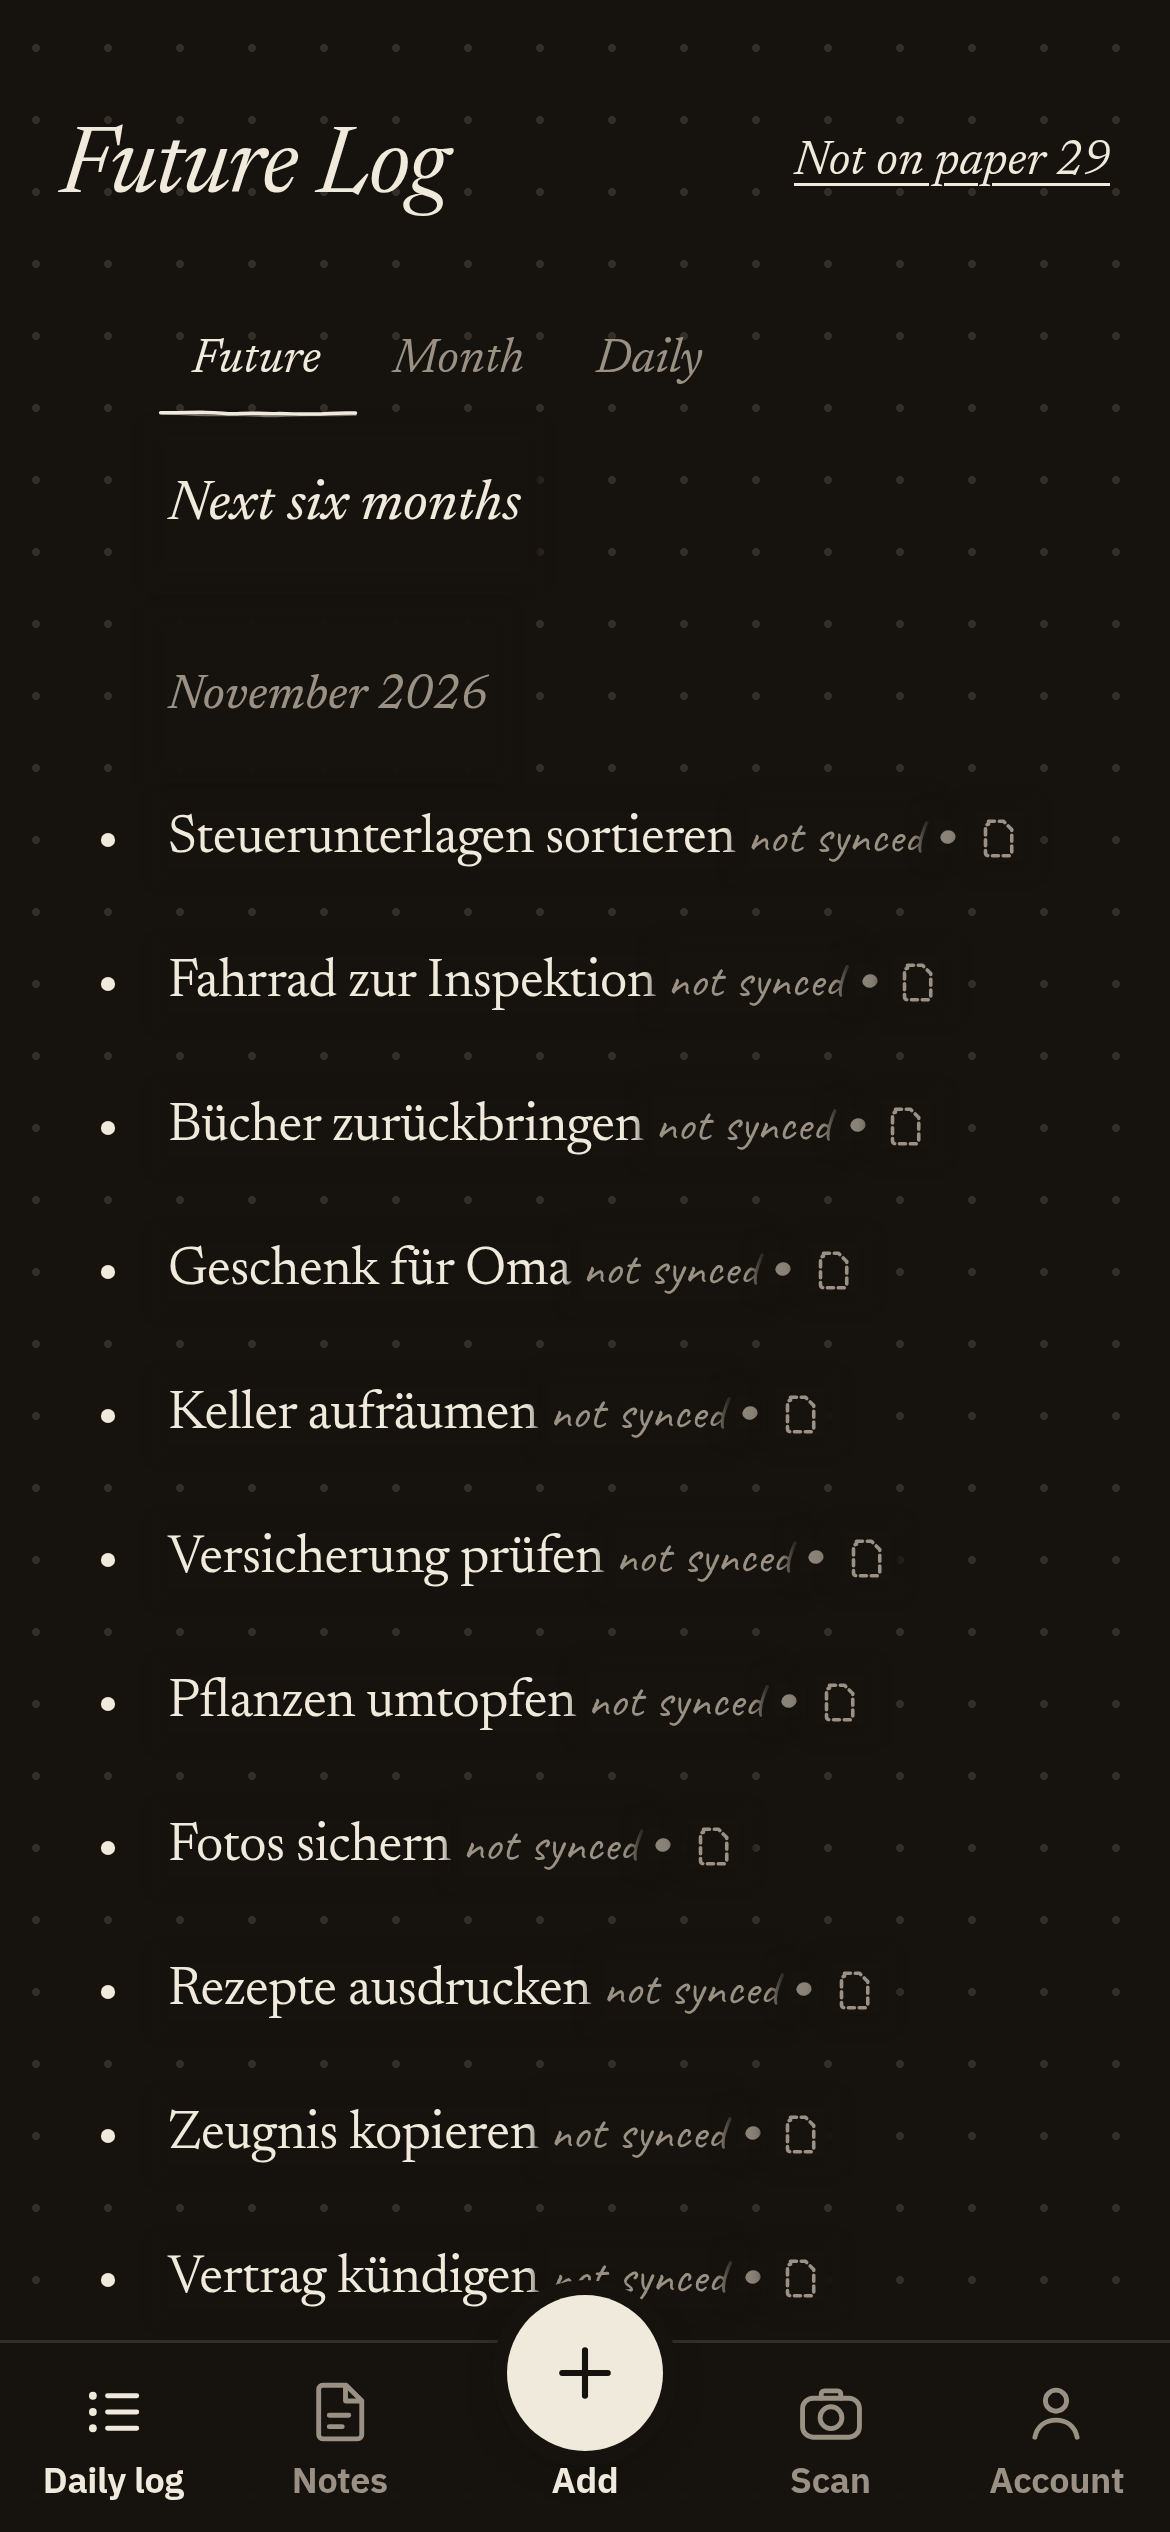 Future Log
Not on paper 29
Future Month Daily
Next six months
November 2026
Steuerunterlagen sortieren not synced
Fahrrad zur Inspektion not synced
Bücher zurückbringen not synced
Geschenk für Oma not synced
Keller aufräumen not synced
Versicherung prüfen not synced
Pflanzen umtopfen not synced
Fotos sichern not synced
Rezepte ausdrucken not synced
Zeugnis kopieren not synced
Vertrag kündigen not synced
Daily log Notes Add Scan Account